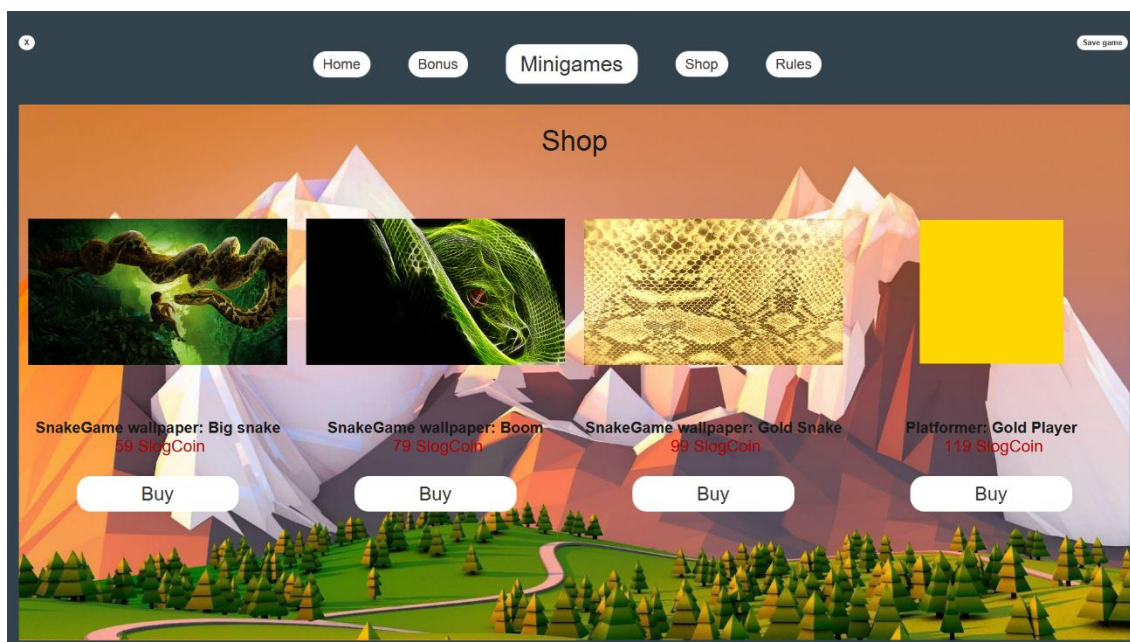 X
Save game
Home
Bonus
Minigames
Shop
Rules
Shop
SnakeGame wallpaper: Big snake
59 SlogCoin
Buy
SnakeGame wallpaper: Boom
79 SlogCoin
Buy
SnakeGame wallpaper: Gold Snake
99 SlogCoin
Buy
Platformer: Gold Player
119 SlogCoin
Buy